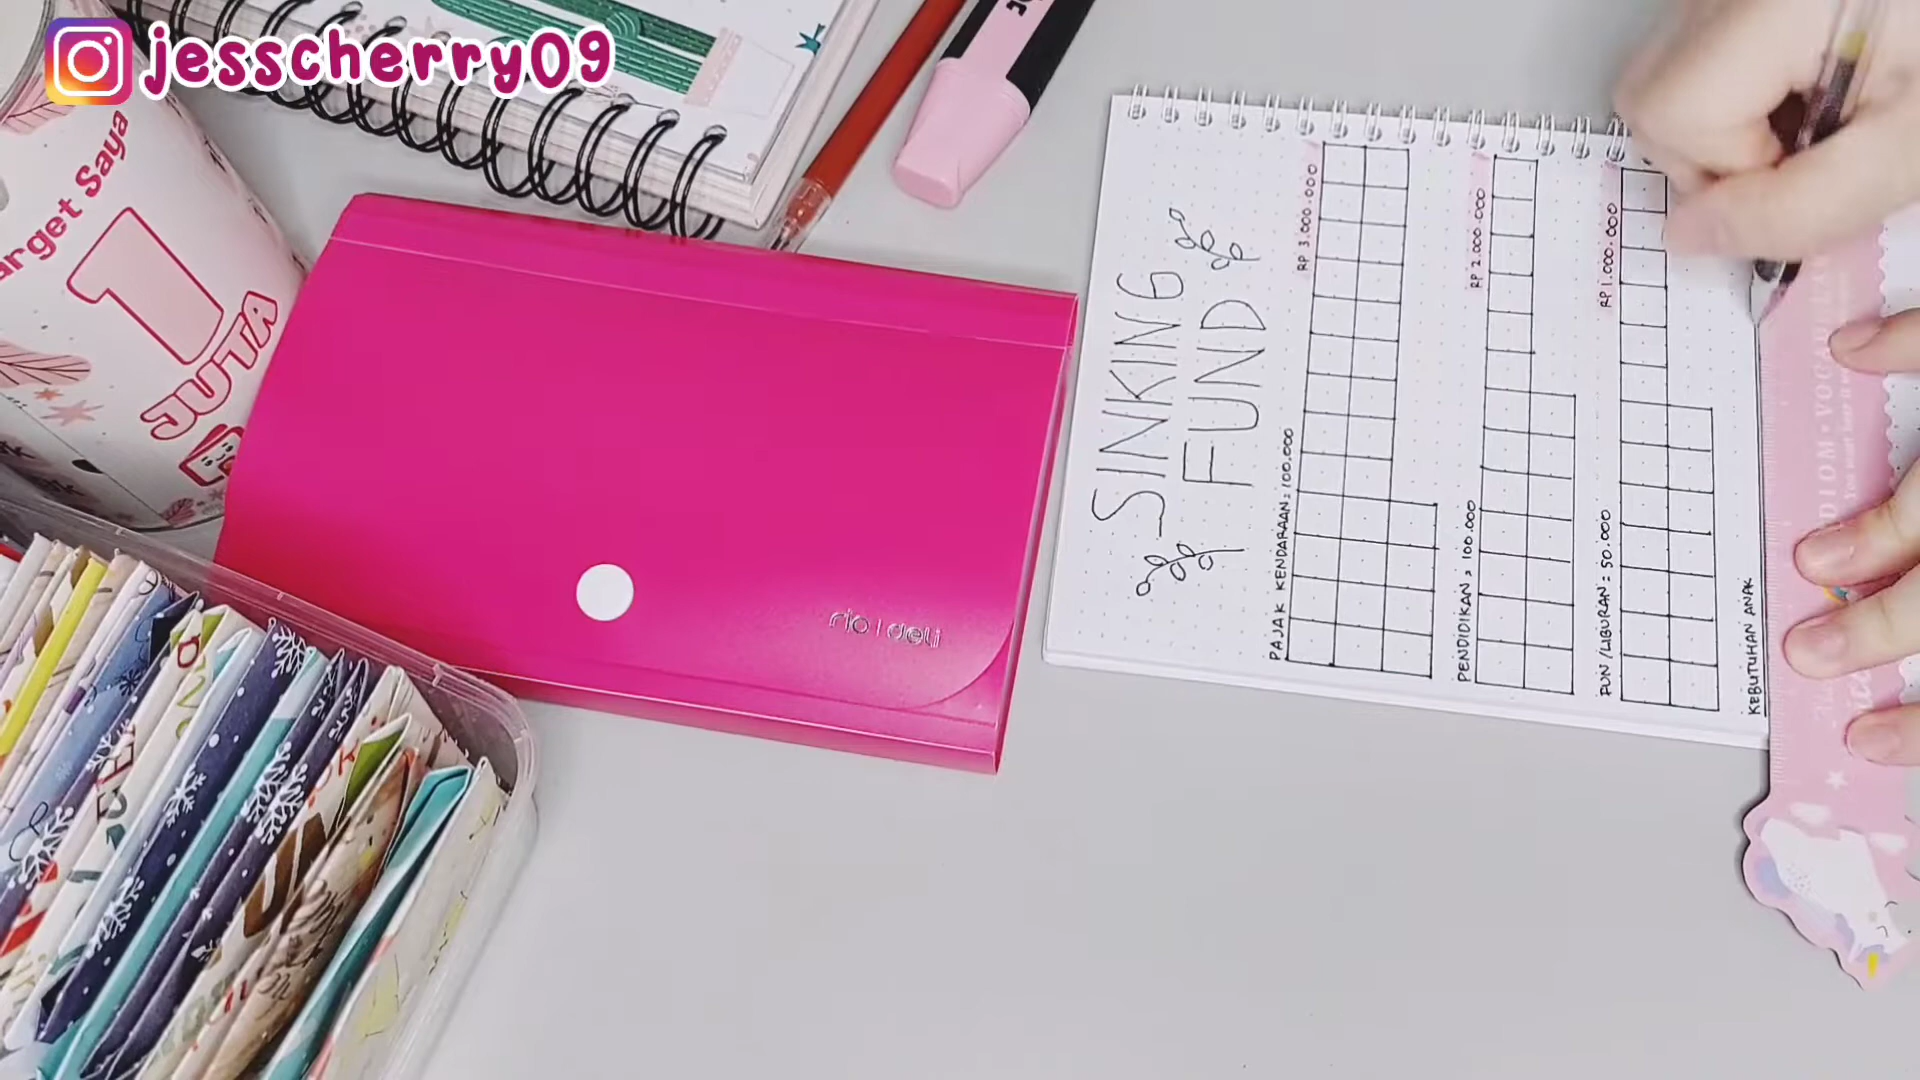 jesscherry09
Target Saya
1
JUTA
rio | deli
SINKING
FUND
PAJAK KENDARAAN : 100.000
RP 3.000.000
PENDIDIKAN : 100.000
RP 2.000.000
FUN /LIBURAN : 50.000
RP 1.000.000
KEBUTUHAN ANAK